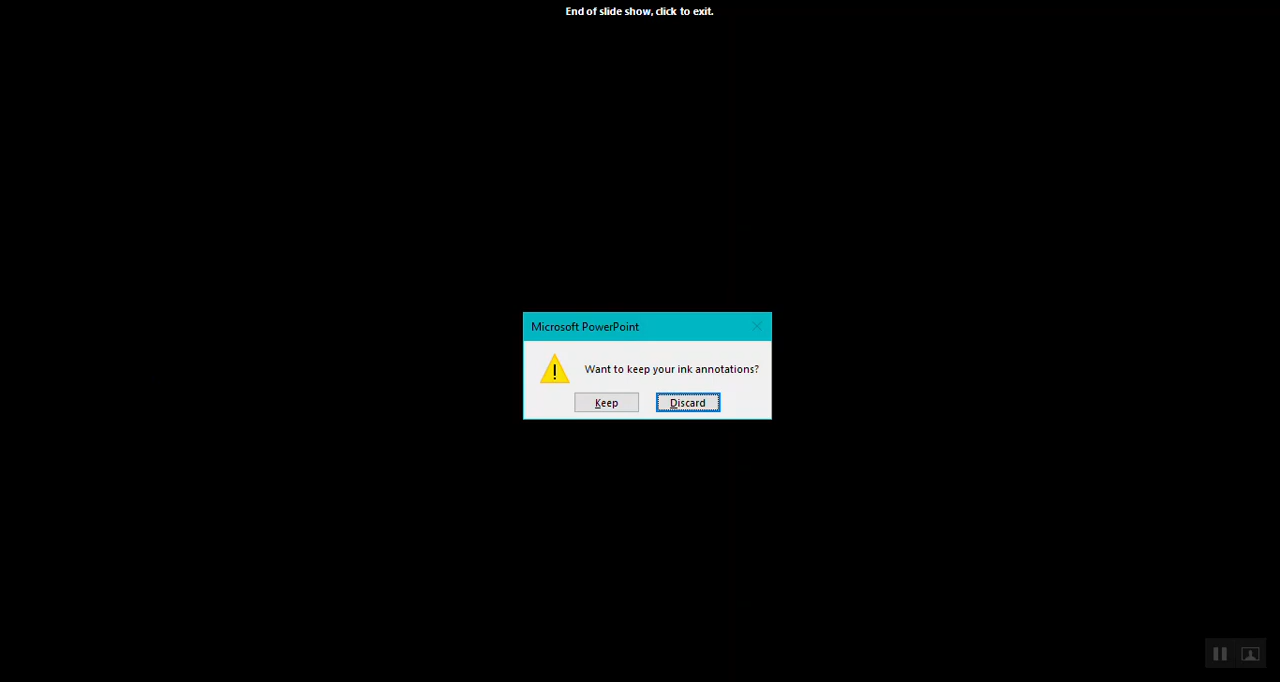 End of slide show, click to exit.
Microsoft PowerPoint
Want to keep your ink annotations?
Keep
Discard